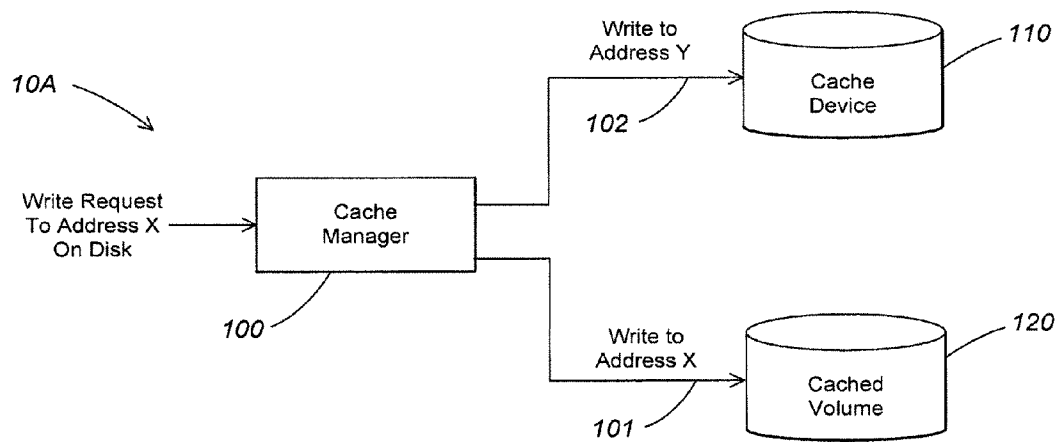 Write to
Address Y
110
Cache
Device
10A
102
Write Request
To Address X
On Disk
Cache
Manager
100
Write to
Address X
120
Cached
Volume
101